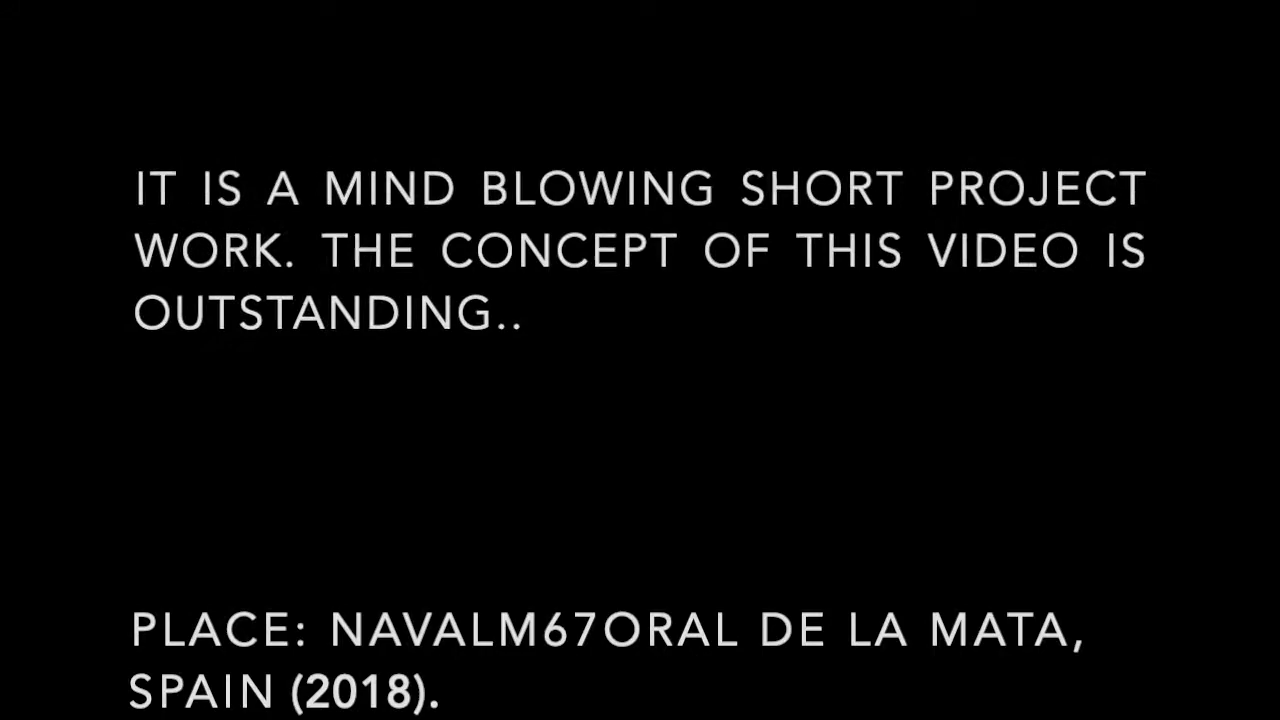 IT IS A MIND BLOWING SHORT PROJECT
WORK. THE CONCEPT OF THIS VIDEO IS
OUTSTANDING..
PLACE: NAVALM67ORAL DE LA MATA,
SPAIN (2018).